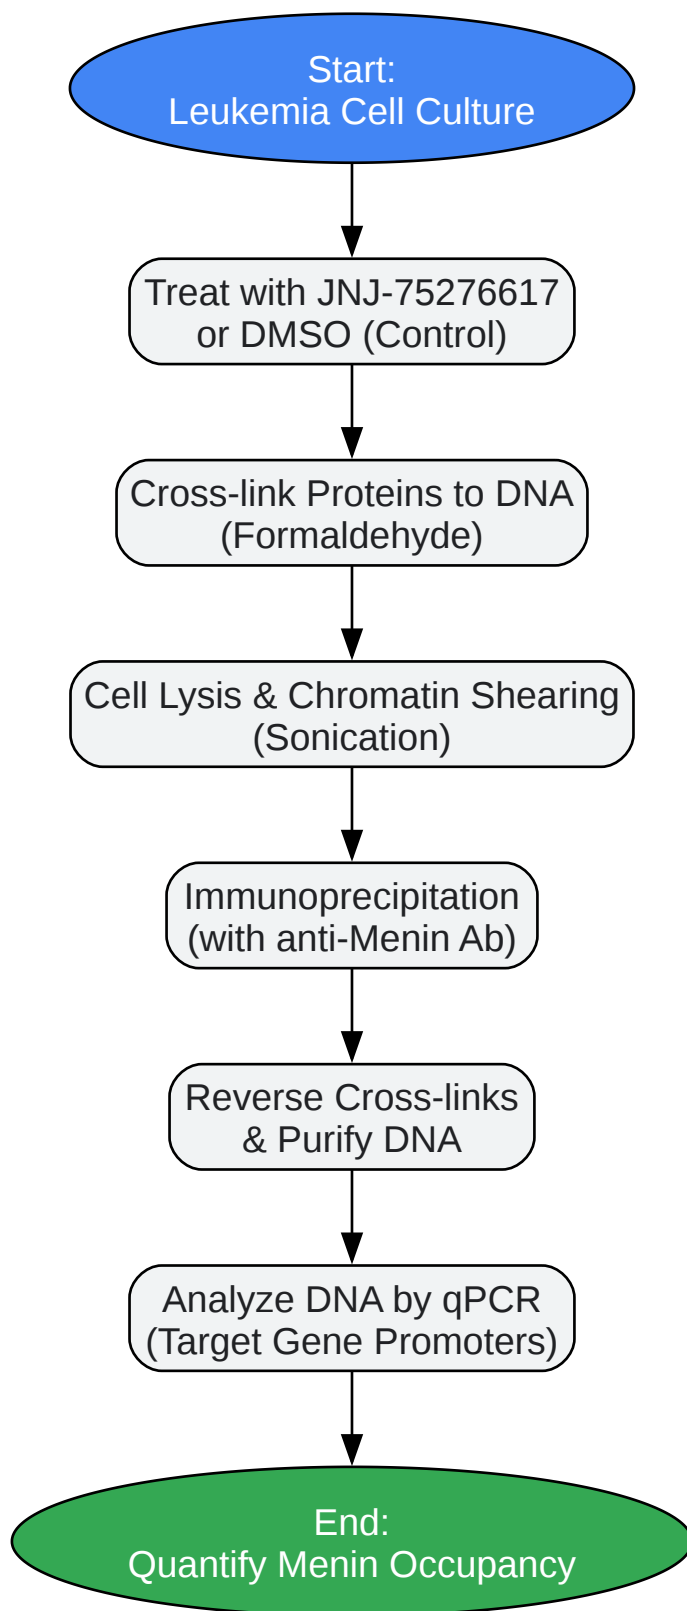 Start:
Leukemia Cell Culture
Treat with JNJ-75276617
or DMSO (Control)
Cross-link Proteins to DNA
(Formaldehyde)
Cell Lysis & Chromatin Shearing
(Sonication)
Immunoprecipitation
(with anti-Menin Ab)
Reverse Cross-links
& Purify DNA
Analyze DNA by qPCR
(Target Gene Promoters)
End:
Quantify Menin Occupancy